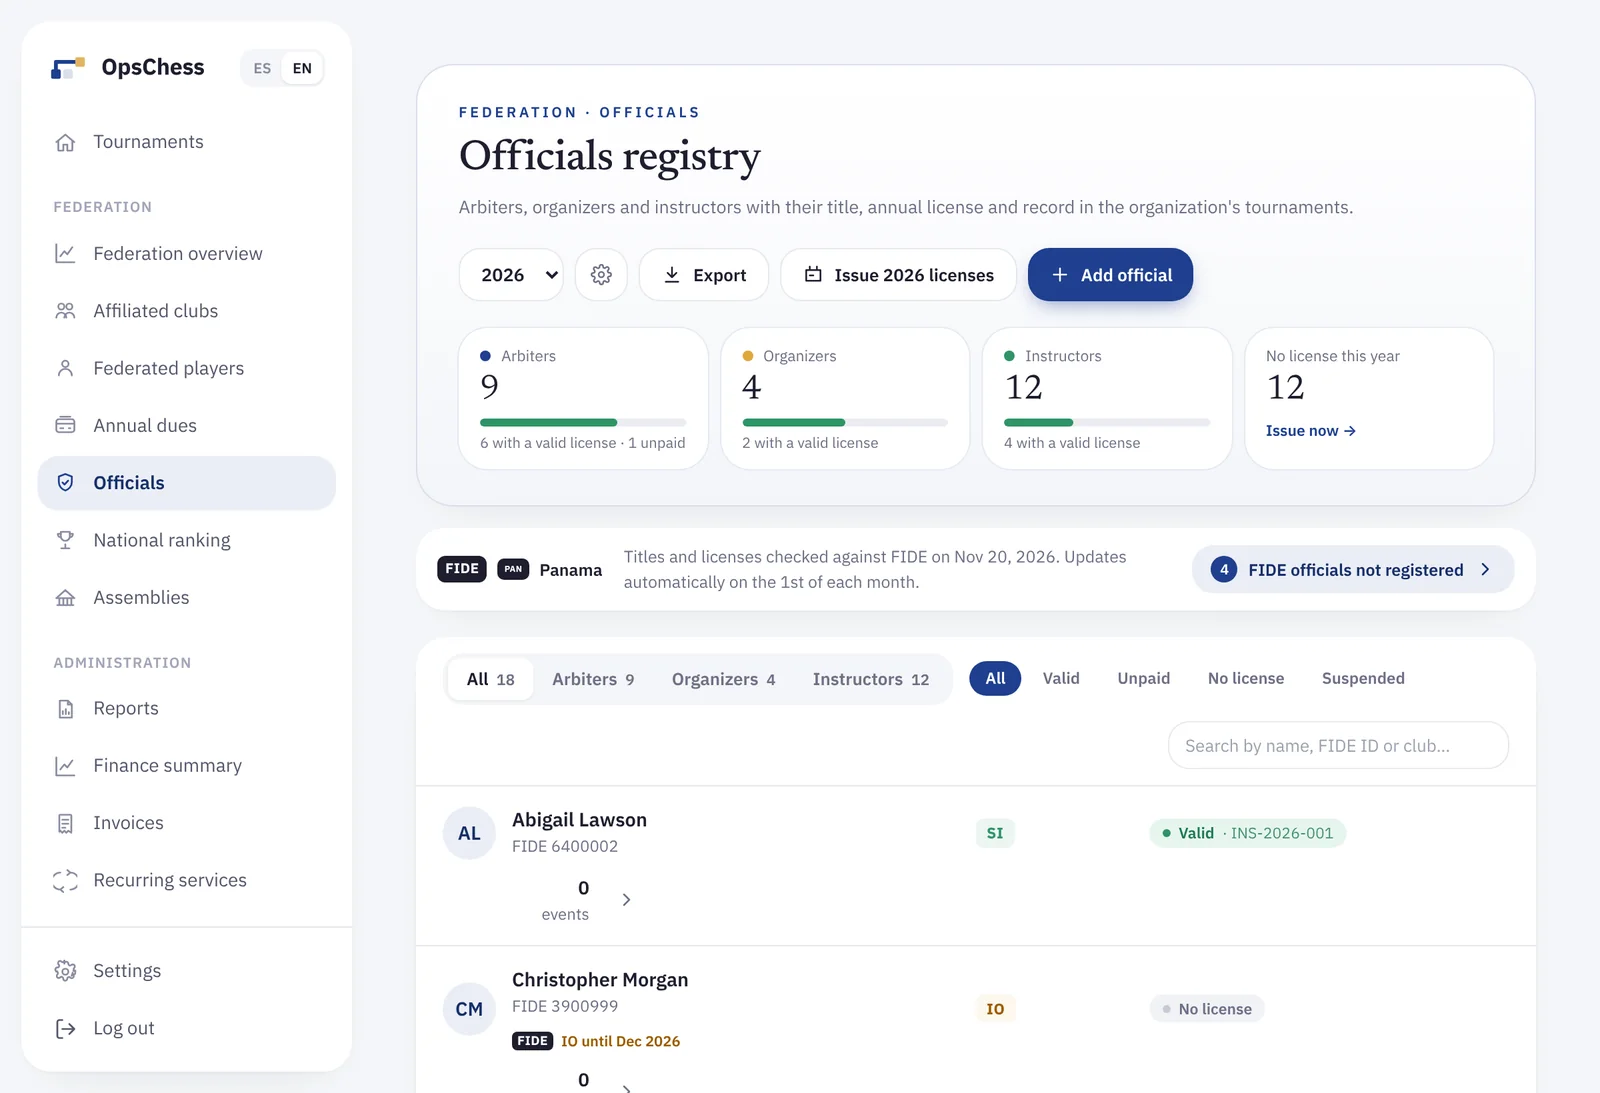 OpsChess
ES EN
Tournaments
FEDERATION
Federation overview
Affiliated clubs
Federated players
Annual dues
Officials
National ranking
Assemblies
ADMINISTRATION
Reports
Finance summary
Invoices
Recurring services
Settings
Log out
FEDERATION · OFFICIALS
Officials registry
Arbiters, organizers and instructors with their title, annual license and record in the organization's tournaments.
2026 Export Issue 2026 licenses + Add official
Arbiters
9
6 with a valid license · 1 unpaid
Organizers
4
2 with a valid license
Instructors
12
4 with a valid license
No license this year
12
Issue now →
FIDE PAN Panama
Titles and licenses checked against FIDE on Nov 20, 2026. Updates
automatically on the 1st of each month.
4 FIDE officials not registered
All 18 Arbiters 9 Organizers 4 Instructors 12 All Valid Unpaid No license Suspended
Search by name, FIDE ID or club...
AL Abigail Lawson SI Valid · INS-2026-001
FIDE 6400002
0
events
CM Christopher Morgan IO No license
FIDE 3900999
FIDE IO until Dec 2026
0